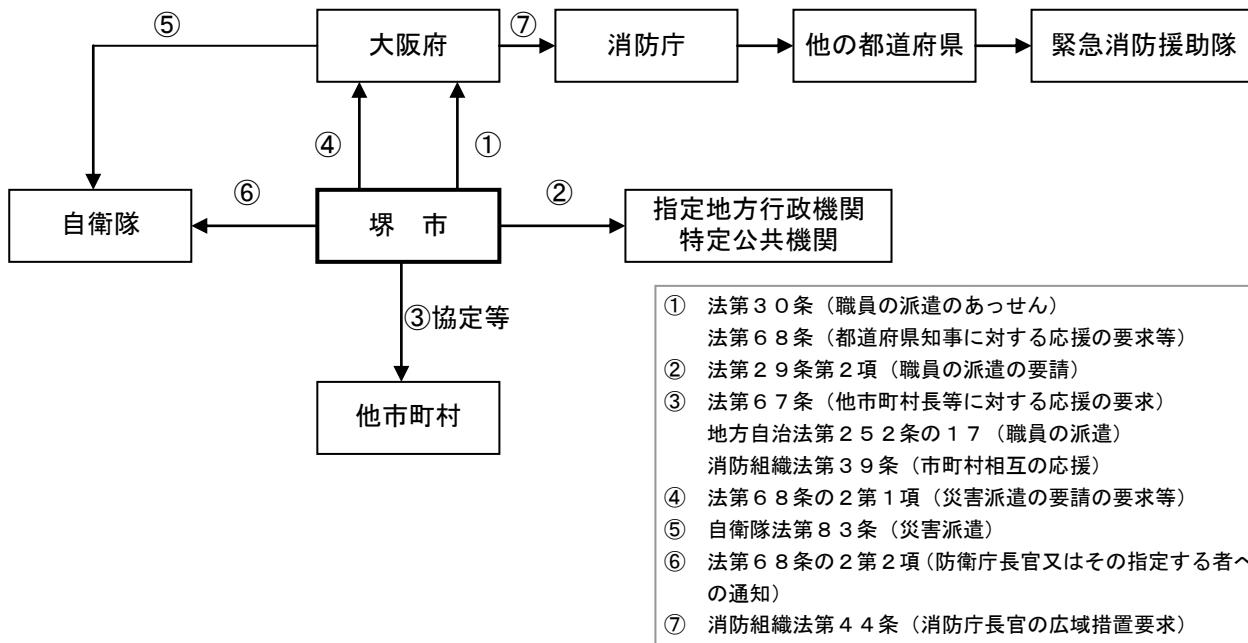 ⑤
大阪府
⑦
消防庁
他の都道府県
緊急消防援助隊
④
①
自衛隊
⑥
堺　市
②
指定地方行政機関
特定公共機関
③協定等
他市町村
①　法第３０条（職員の派遣のあっせん）
法第６８条（都道府県知事に対する応援の要求等）
②　法第２９条第２項（職員の派遣の要請）
③　法第６７条（他市町村長等に対する応援の要求）
地方自治法第２５２条の１７（職員の派遣）
消防組織法第３９条（市町村相互の応援）
④　法第６８条の２第１項（災害派遣の要請の要求等）
⑤　自衛隊法第８３条（災害派遣）
⑥　法第６８条の２第２項（防衛庁長官又はその指定する者へ
の通知）
⑦　消防組織法第４４条（消防庁長官の広域措置要求）